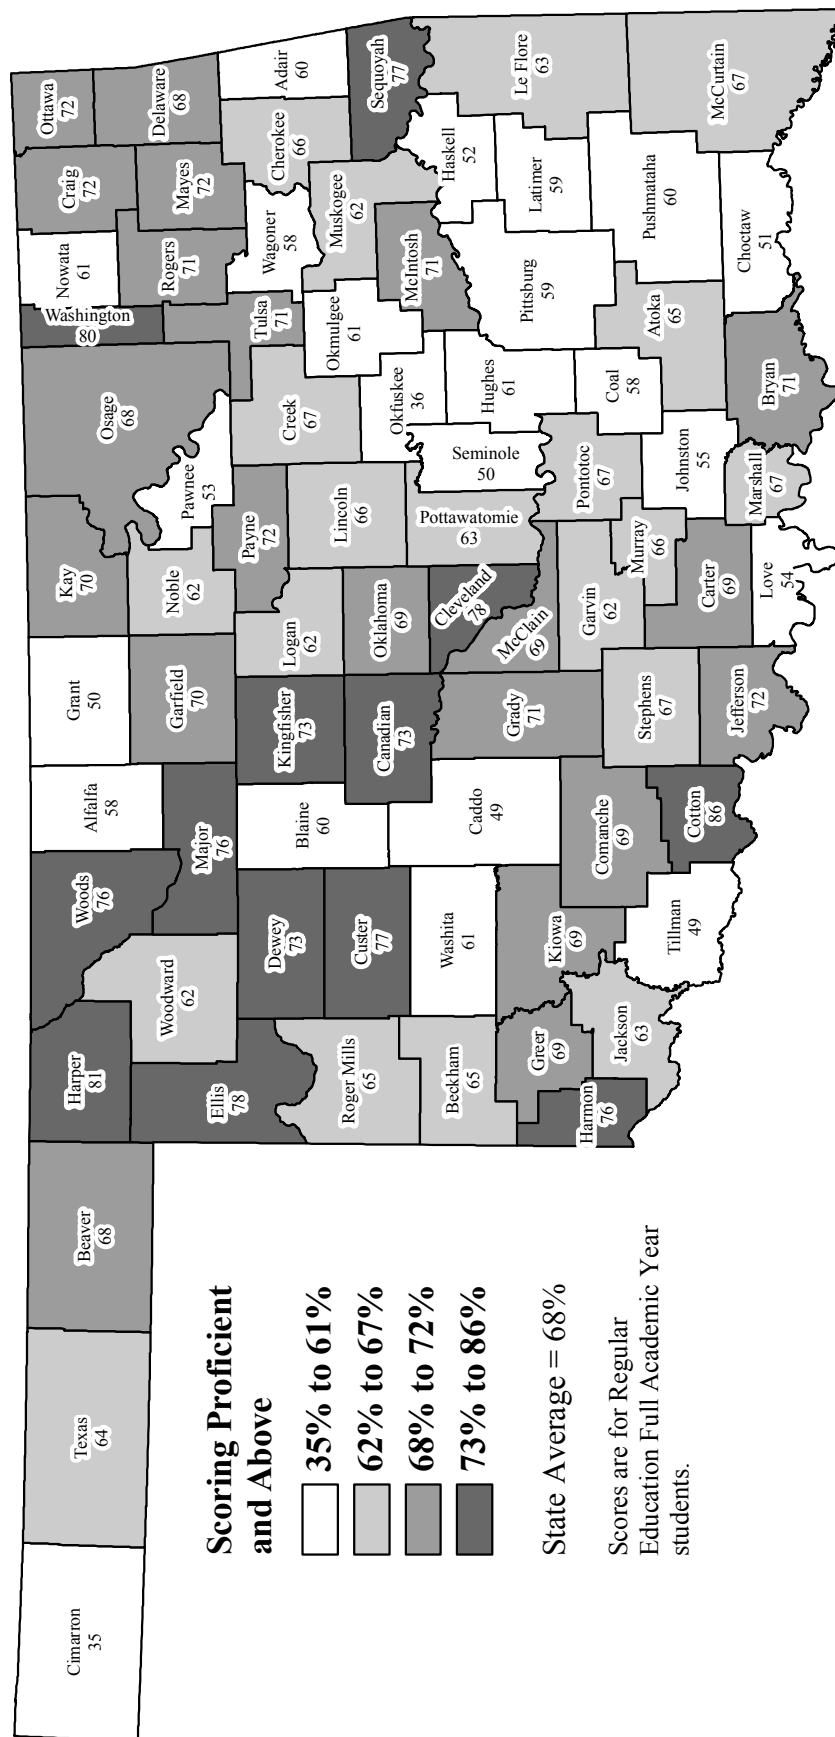 Cimarron
35
Texas
64
Beaver
68
Harper
81
Woods
76
Alfalfa
58
Grant
50
Kay
70
Osage
68
Washington
80
Nowata
61
Craig
72
Ottawa
72
Ellis
78
Woodward
62
Major
76
Garfield
70
Noble
62
Pawnee
53
Rogers
71
Mayes
72
Delaware
68
Dewey
73
Blaine
60
Kingfisher
73
Logan
62
Payne
72
Creek
67
Tulsa
71
Wagoner
58
Cherokee
66
Adair
60
Roger Mills
65
Custer
77
Canadian
73
Oklahoma
69
Lincoln
66
Okfuskee
36
Okmulgee
61
Muskogee
62
Sequoyah
77
Beckham
65
Washita
61
Caddo
49
Grady
71
Cleveland
78
McClain
69
Pottawatomie
63
Seminole
50
Hughes
61
McIntosh
71
Haskell
52
Le Flore
63
Harmon
76
Greer
69
Kiowa
69
Comanche
69
Stephens
67
Garvin
62
Murray
66
Pontotoc
67
Coal
58
Pittsburg
59
Latimer
59
Jackson
63
Tillman
49
Cotton
86
Jefferson
72
Carter
69
Johnston
55
Atoka
65
Pushmataha
60
McCurtain
67
Love
54
Marshall
67
Bryan
71
Choctaw
51
Scoring Proficient
and Above
35% to 61%
62% to 67%
68% to 72%
73% to 86%
State Average = 68%
Scores are for Regular
Education Full Academic Year
students.